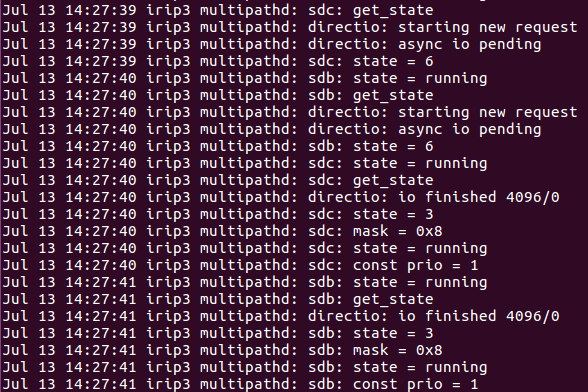 Jul 13 14:27:39 irip3 multipathd: sdc: get_state
Jul 13 14:27:39 irip3 multipathd: directio: starting new request
Jul 13 14:27:39 irip3 multipathd: directio: async io pending
Jul 13 14:27:39 irip3 multipathd: sdc: state = 6
Jul 13 14:27:40 irip3 multipathd: sdb: state = running
Jul 13 14:27:40 irip3 multipathd: sdb: get_state
Jul 13 14:27:40 irip3 multipathd: directio: starting new request
Jul 13 14:27:40 irip3 multipathd: directio: async io pending
Jul 13 14:27:40 irip3 multipathd: sdb: state = 6
Jul 13 14:27:40 irip3 multipathd: sdc: state = running
Jul 13 14:27:40 irip3 multipathd: sdc: get_state
Jul 13 14:27:40 irip3 multipathd: directio: io finished 4096/0
Jul 13 14:27:40 irip3 multipathd: sdc: state = 3
Jul 13 14:27:40 irip3 multipathd: sdc: mask = 0x8
Jul 13 14:27:40 irip3 multipathd: sdc: state = running
Jul 13 14:27:40 irip3 multipathd: sdc: const prio = 1
Jul 13 14:27:41 irip3 multipathd: sdb: state = running
Jul 13 14:27:41 irip3 multipathd: sdb: get_state
Jul 13 14:27:41 irip3 multipathd: directio: io finished 4096/0
Jul 13 14:27:41 irip3 multipathd: sdb: state = 3
Jul 13 14:27:41 irip3 multipathd: sdb: mask = 0x8
Jul 13 14:27:41 irip3 multipathd: sdb: state = running
Jul 13 14:27:41 irip3 multipathd: sdb: const prio = 1